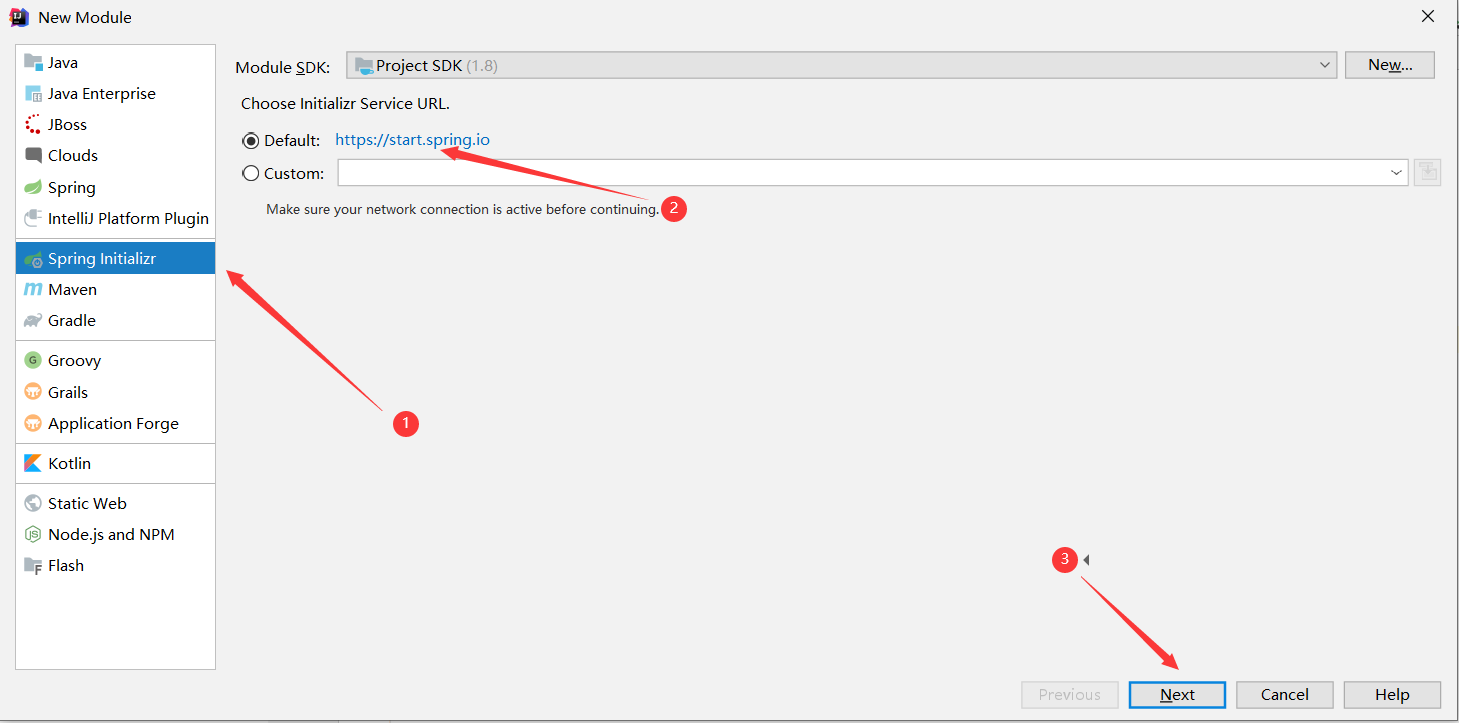 New Module
Java
Java Enterprise
JBoss
Clouds
Spring
IntelliJ Platform Plugin
Spring Initializr
Maven
Gradle
Groovy
Grails
Application Forge
Kotlin
Static Web
Node.js and NPM
Flash
Module SDK: Project SDK (1.8) New...
Choose Initializr Service URL.
Default: https://start.spring.io
Custom:
Make sure your network connection is active before continuing. 2
1
3
Previous Next Cancel Help